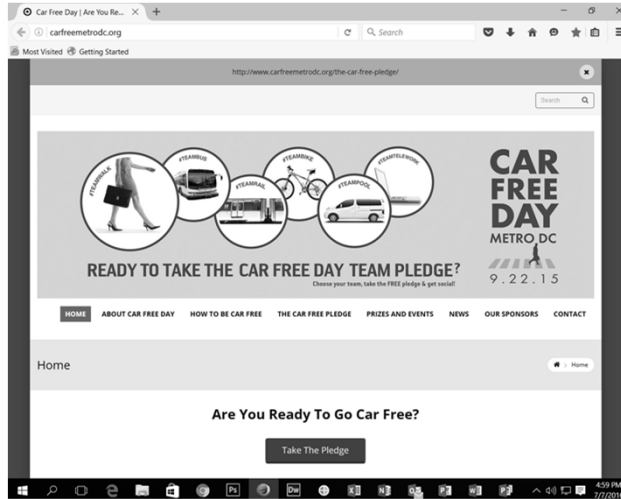 Car Free Day | Are You Re...
carfreemetrodc.org
Search
Most Visited
Getting Started
http://www.carfreemetrodc.org/the-car-free-pledge/
Search
#TEAMWALK
#TEAMBUS
#TEAMRAIL
#TEAMBIKE
#TEAMPOOL
#TEAMTELEWORK
CAR
FREE
DAY
METRO DC
9.22.15
READY TO TAKE THE CAR FREE DAY TEAM PLEDGE?
Choose your team, take the FREE pledge & get social!
HOME ABOUT CAR FREE DAY HOW TO BE CAR FREE THE CAR FREE PLEDGE PRIZES AND EVENTS NEWS OUR SPONSORS CONTACT
Home
Home
Are You Ready To Go Car Free?
Take The Pledge
Ps Dw
4:59 PM